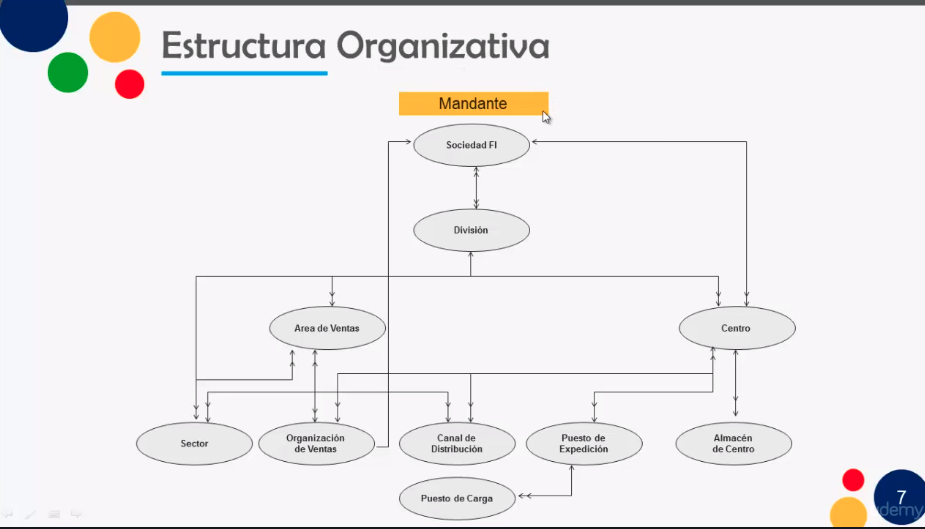 Estructura Organizativa
Mandante
Sociedad FI
División
Area de Ventas
Centro
Sector
Organización
de Ventas
Canal de
Distribución
Puesto de
Expedición
Almacén
de Centro
Puesto de Carga
7
demy